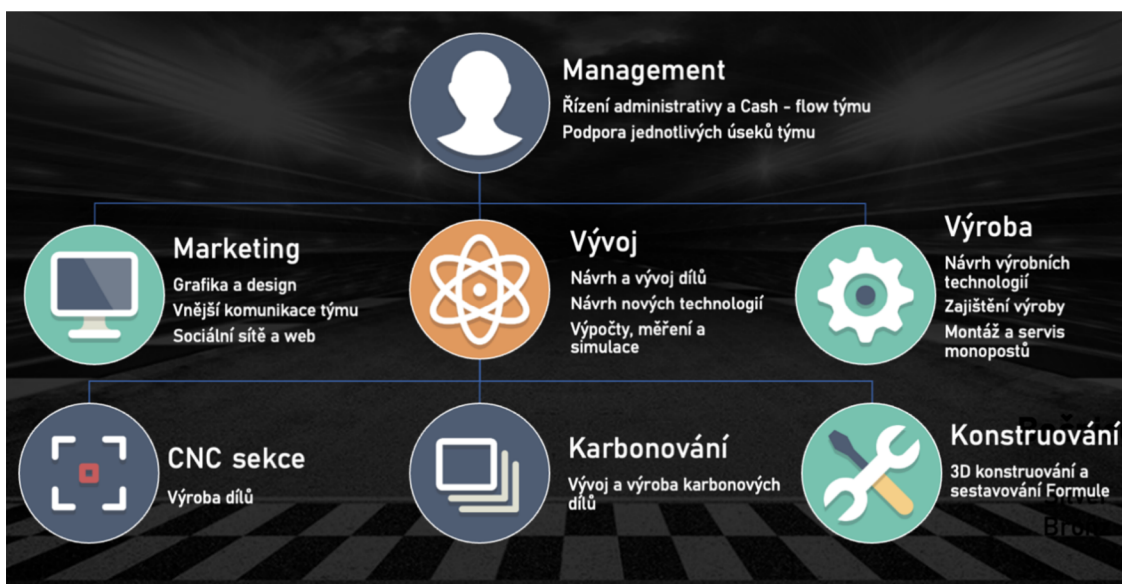 Management
Řízení administrativy a Cash - flow týmu
Podpora jednotlivých úseků týmu
Marketing
Grafika a design
Vnější komunikace týmu
Sociální sítě a web
Vývoj
Návrh a vývoj dílů
Návrh nových technologií
Výpočty, měření a
simulace
Výroba
Návrh výrobních
technologií
Zajištění výroby
Montáž a servis
monopostů
CNC sekce
Výroba dílů
Karbonování
Vývoj a výroba karbonových
dílů
Konstruování
3D konstruování a
sestavování Formule